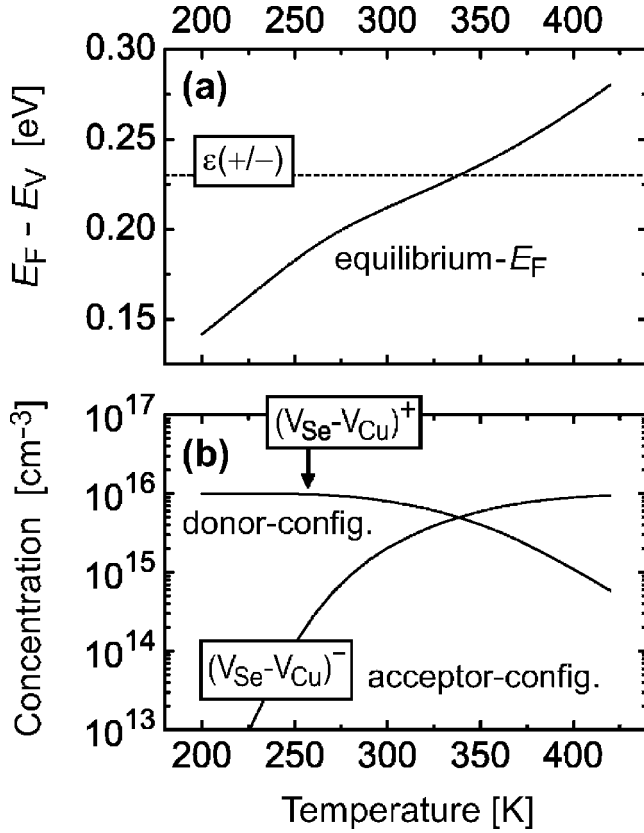 200 250 300 350 400
0.30
0.25
0.20
0.15
E_F − E_V [eV]
(a)
ε(+/−)
equilibrium-E_F
10^17
10^16
10^15
10^14
10^13
Concentration [cm^−3]
(b)
(V_Se-V_Cu)^+
donor-config.
(V_Se-V_Cu)^−
acceptor-config.
200 250 300 350 400
Temperature [K]